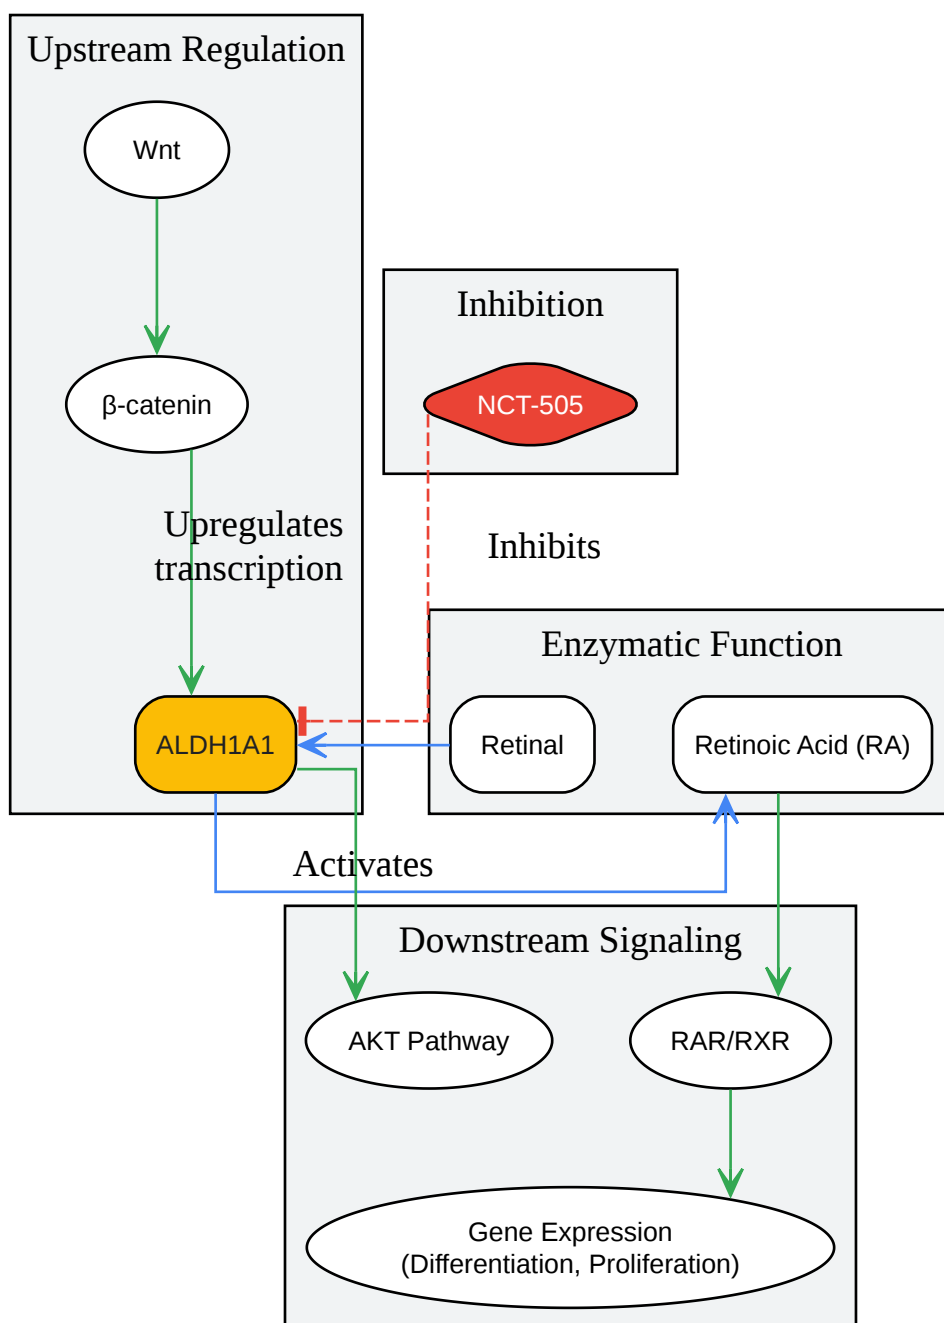 Upstream Regulation
Wnt
β-catenin
Upregulates
transcription
ALDH1A1
Inhibition
NCT-505
Inhibits
Enzymatic Function
Retinal
Retinoic Acid (RA)
Activates
Downstream Signaling
AKT Pathway
RAR/RXR
Gene Expression
(Differentiation, Proliferation)